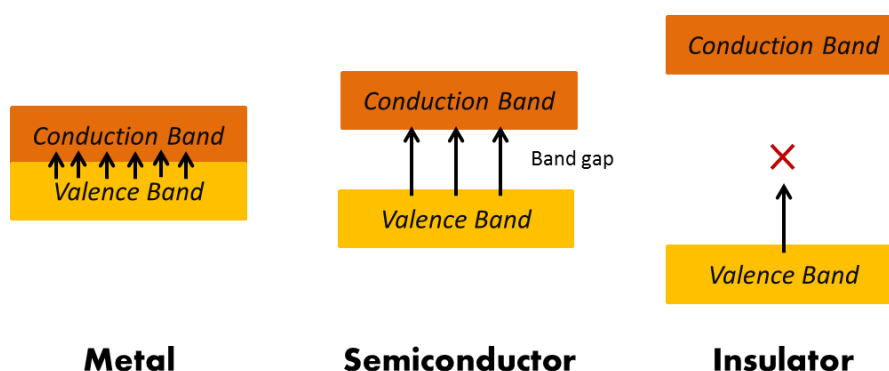 Conduction Band
Valence Band
Metal
Conduction Band
Band gap
Valence Band
Semiconductor
Conduction Band
Valence Band
Insulator